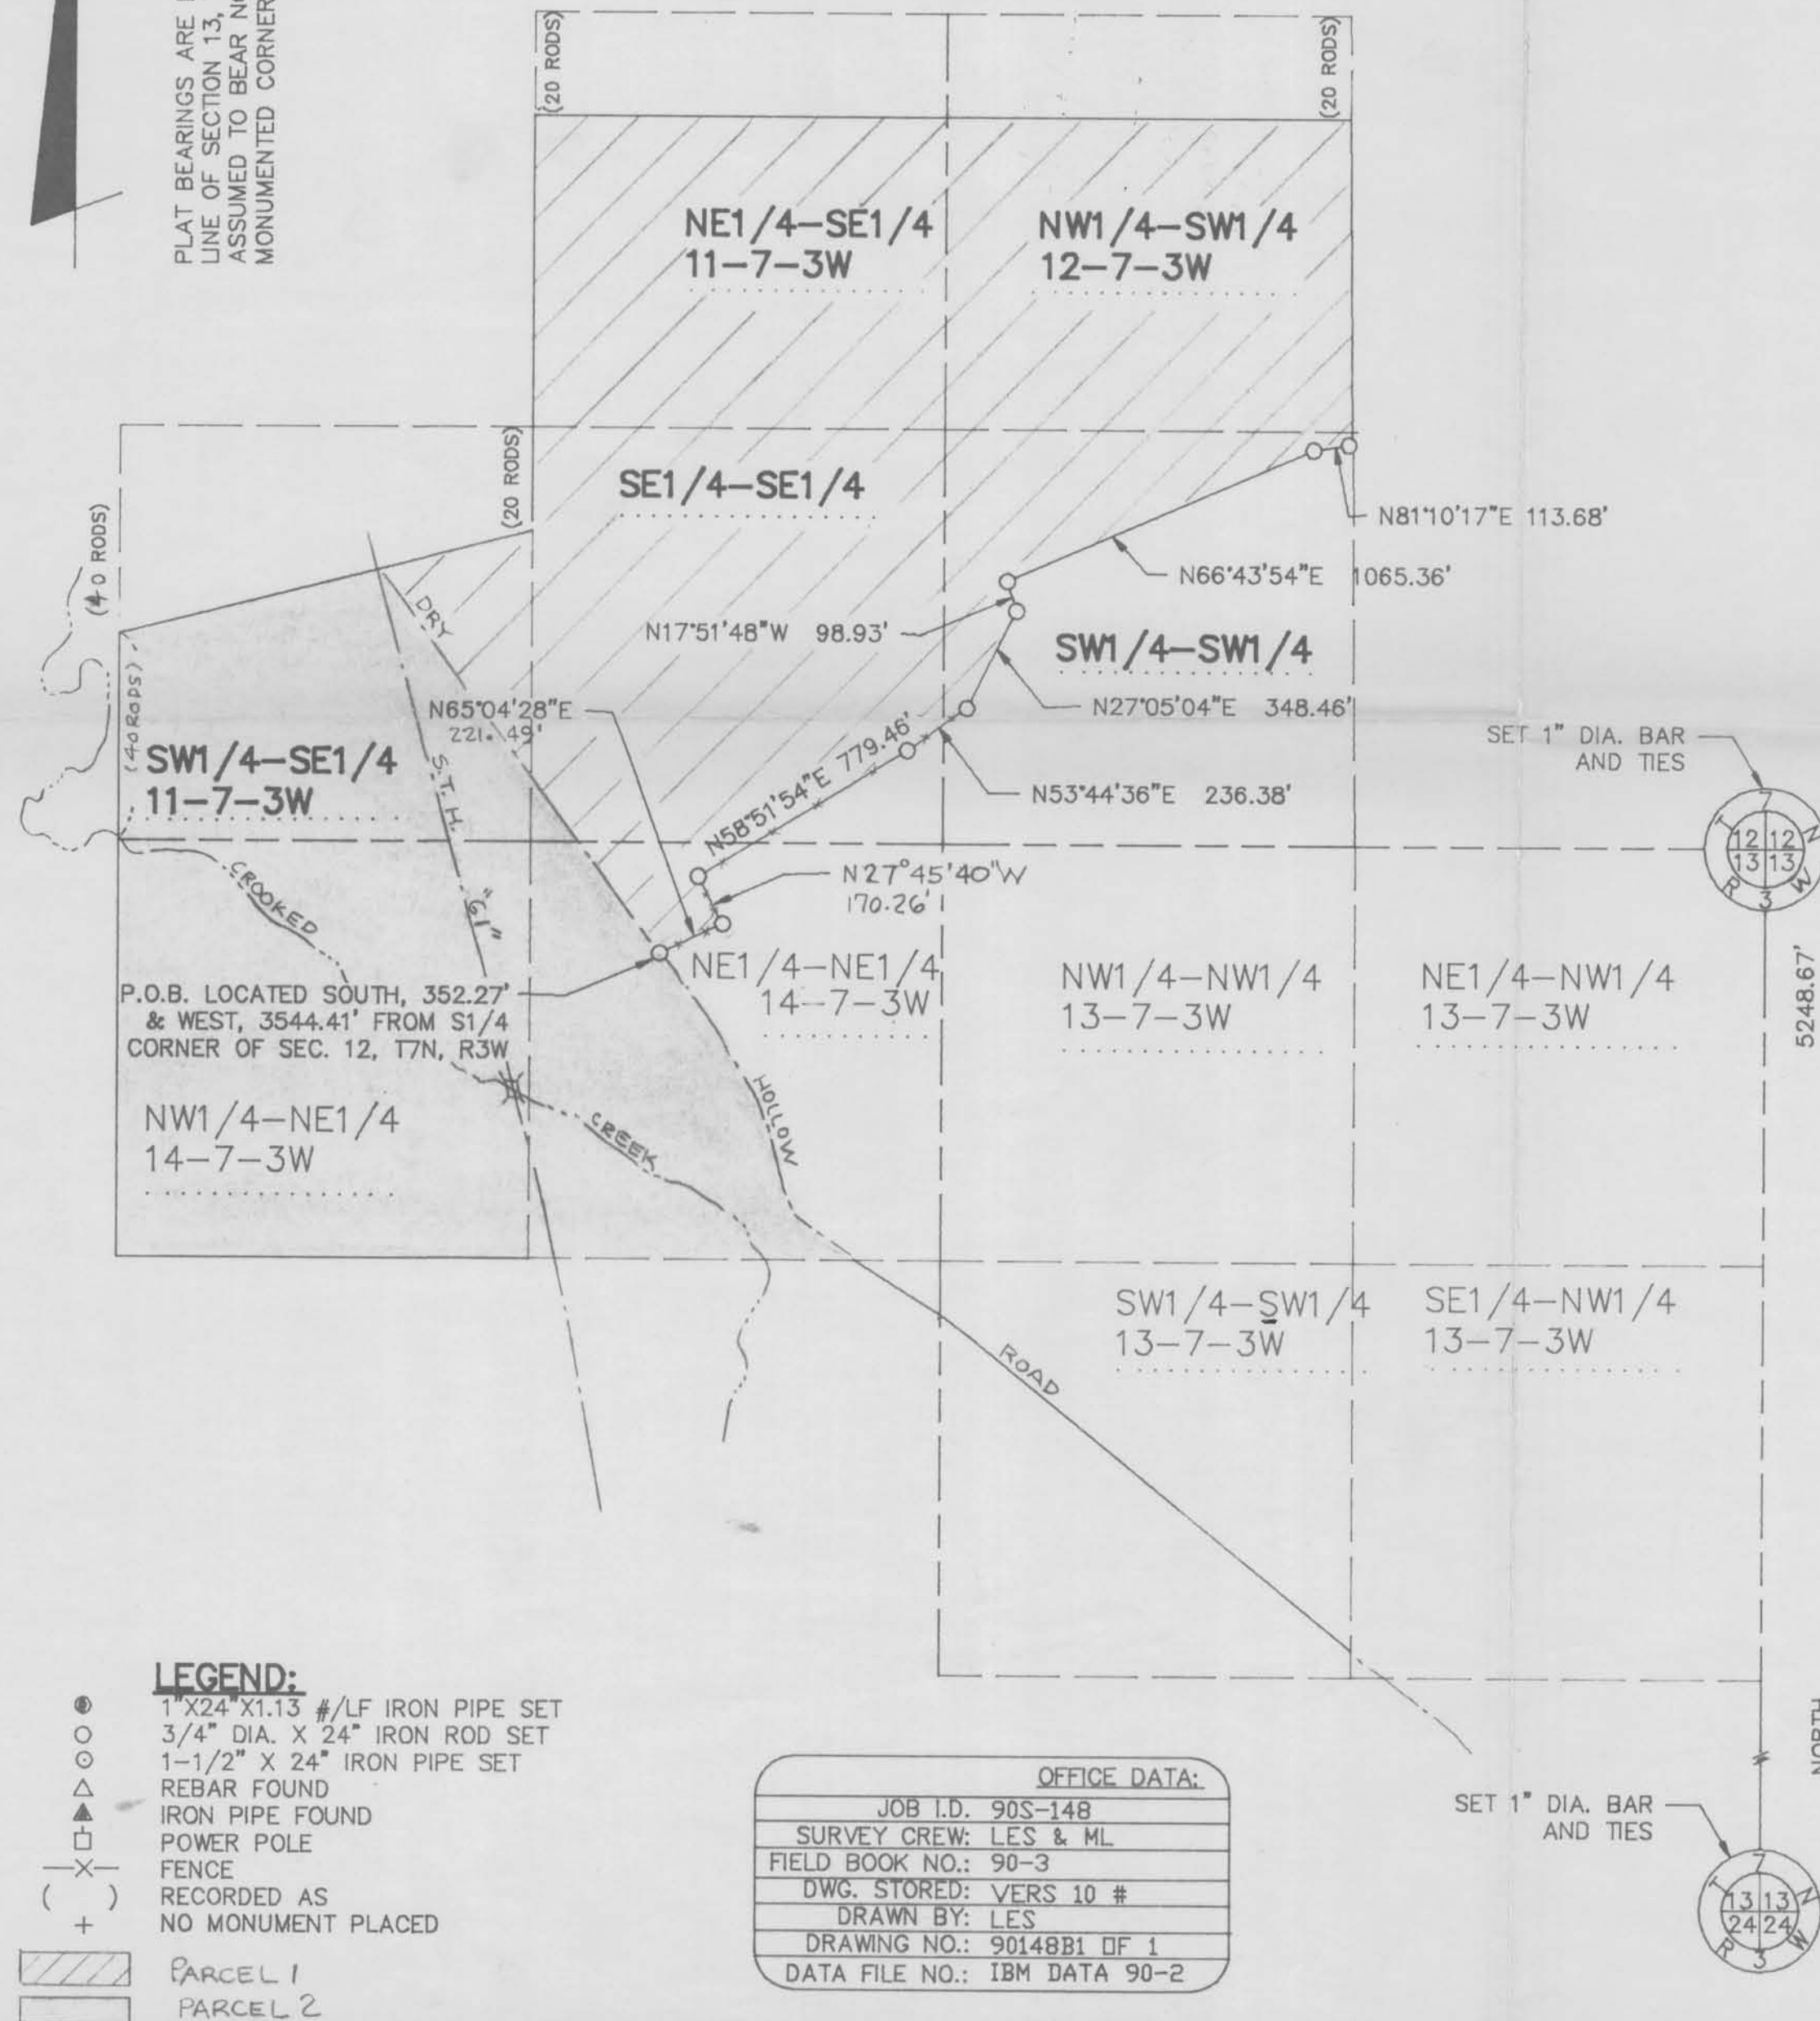 PLAT BEARINGS ARE
LINE OF SECTION 13,
ASSUMED TO BEAR
MONUMENTED CORNER
(20 RODS)
(20 RODS)
NE1/4-SE1/4
11-7-3W
NW1/4-SW1/4
12-7-3W
(20 RODS)
(40 RODS)
SE1/4-SE1/4
N81°10'17"E 113.68'
N66°43'54"E 1065.36'
DRY
N17°51'48"W 98.93'
SW1/4-SW1/4
(40 RODS)
N65°04'28"E
221.49'
N27°05'04"E 348.46'
SW1/4-SE1/4
11-7-3W
S.T.H.
"61"
N58°51'54"E 779.46'
N53°44'36"E 236.38'
SET 1" DIA. BAR
AND TIES
7
T N
12 12
13 13
R W
3
CROOKED
N27°45'40"W
170.26'
P.O.B. LOCATED SOUTH, 352.27'
& WEST, 3544.41' FROM S1/4
CORNER OF SEC. 12, T7N, R3W
NE1/4-NE1/4
14-7-3W
NW1/4-NW1/4
13-7-3W
NE1/4-NW1/4
13-7-3W
5248.67'
NW1/4-NE1/4
14-7-3W
CREEK
HOLLOW
SW1/4-SW1/4
13-7-3W
SE1/4-NW1/4
13-7-3W
ROAD
NORTH
LEGEND:
1"X24"X1.13 #/LF IRON PIPE SET
3/4" DIA. X 24" IRON ROD SET
1-1/2" X 24" IRON PIPE SET
REBAR FOUND
IRON PIPE FOUND
POWER POLE
—X— FENCE
( ) RECORDED AS
+ NO MONUMENT PLACED
PARCEL 1
PARCEL 2
OFFICE DATA:
JOB I.D. 90S-148
SURVEY CREW: LES & ML
FIELD BOOK NO.: 90-3
DWG. STORED: VERS 10 #
DRAWN BY: LES
DRAWING NO.: 90148B1 OF 1
DATA FILE NO.: IBM DATA 90-2
SET 1" DIA. BAR
AND TIES
7
T N
13 13
24 24
R W
3